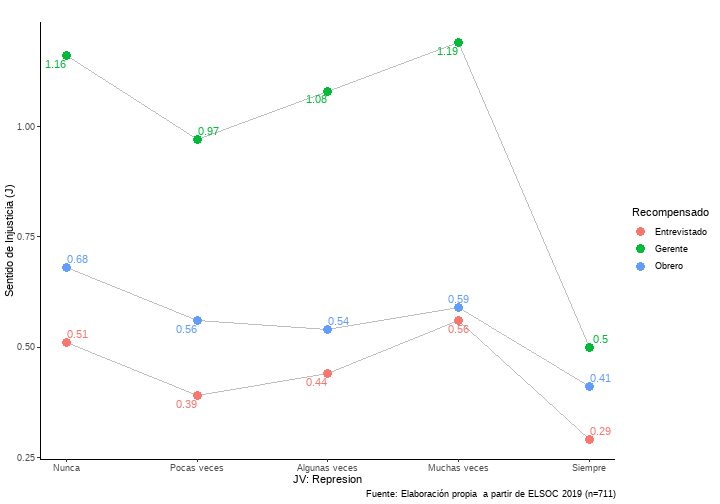 1.16
1.19
1.08
0.97
1.00
Recompensado
Entrevistado
Gerente
Obrero
Sentido de Injusticia (J)
0.75
0.68
0.59
0.56
0.54
0.51
0.56
0.5
0.50
0.44
0.39
0.41
0.29
0.25
Nunca
Pocas veces
Algunas veces
Muchas veces
Siempre
JV: Represion
Fuente: Elaboración propia  a partir de ELSOC 2019 (n=711)